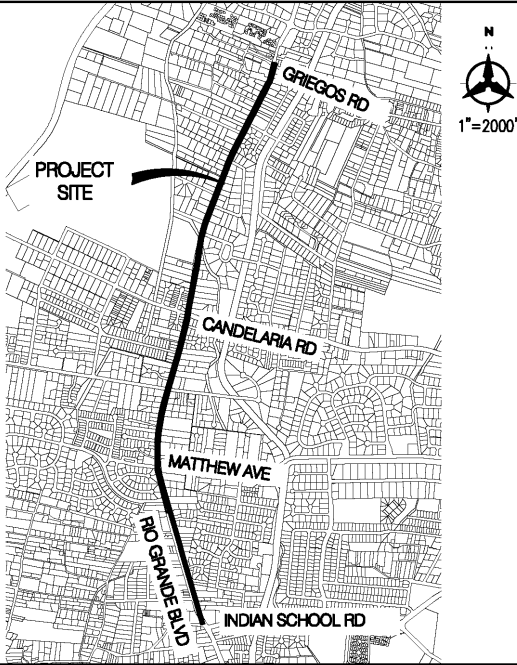 N
GRIEGOS RD
1"=2000'
PROJECT
SITE
CANDELARIA RD
MATTHEW AVE
RIO GRANDE BLVD
INDIAN SCHOOL RD